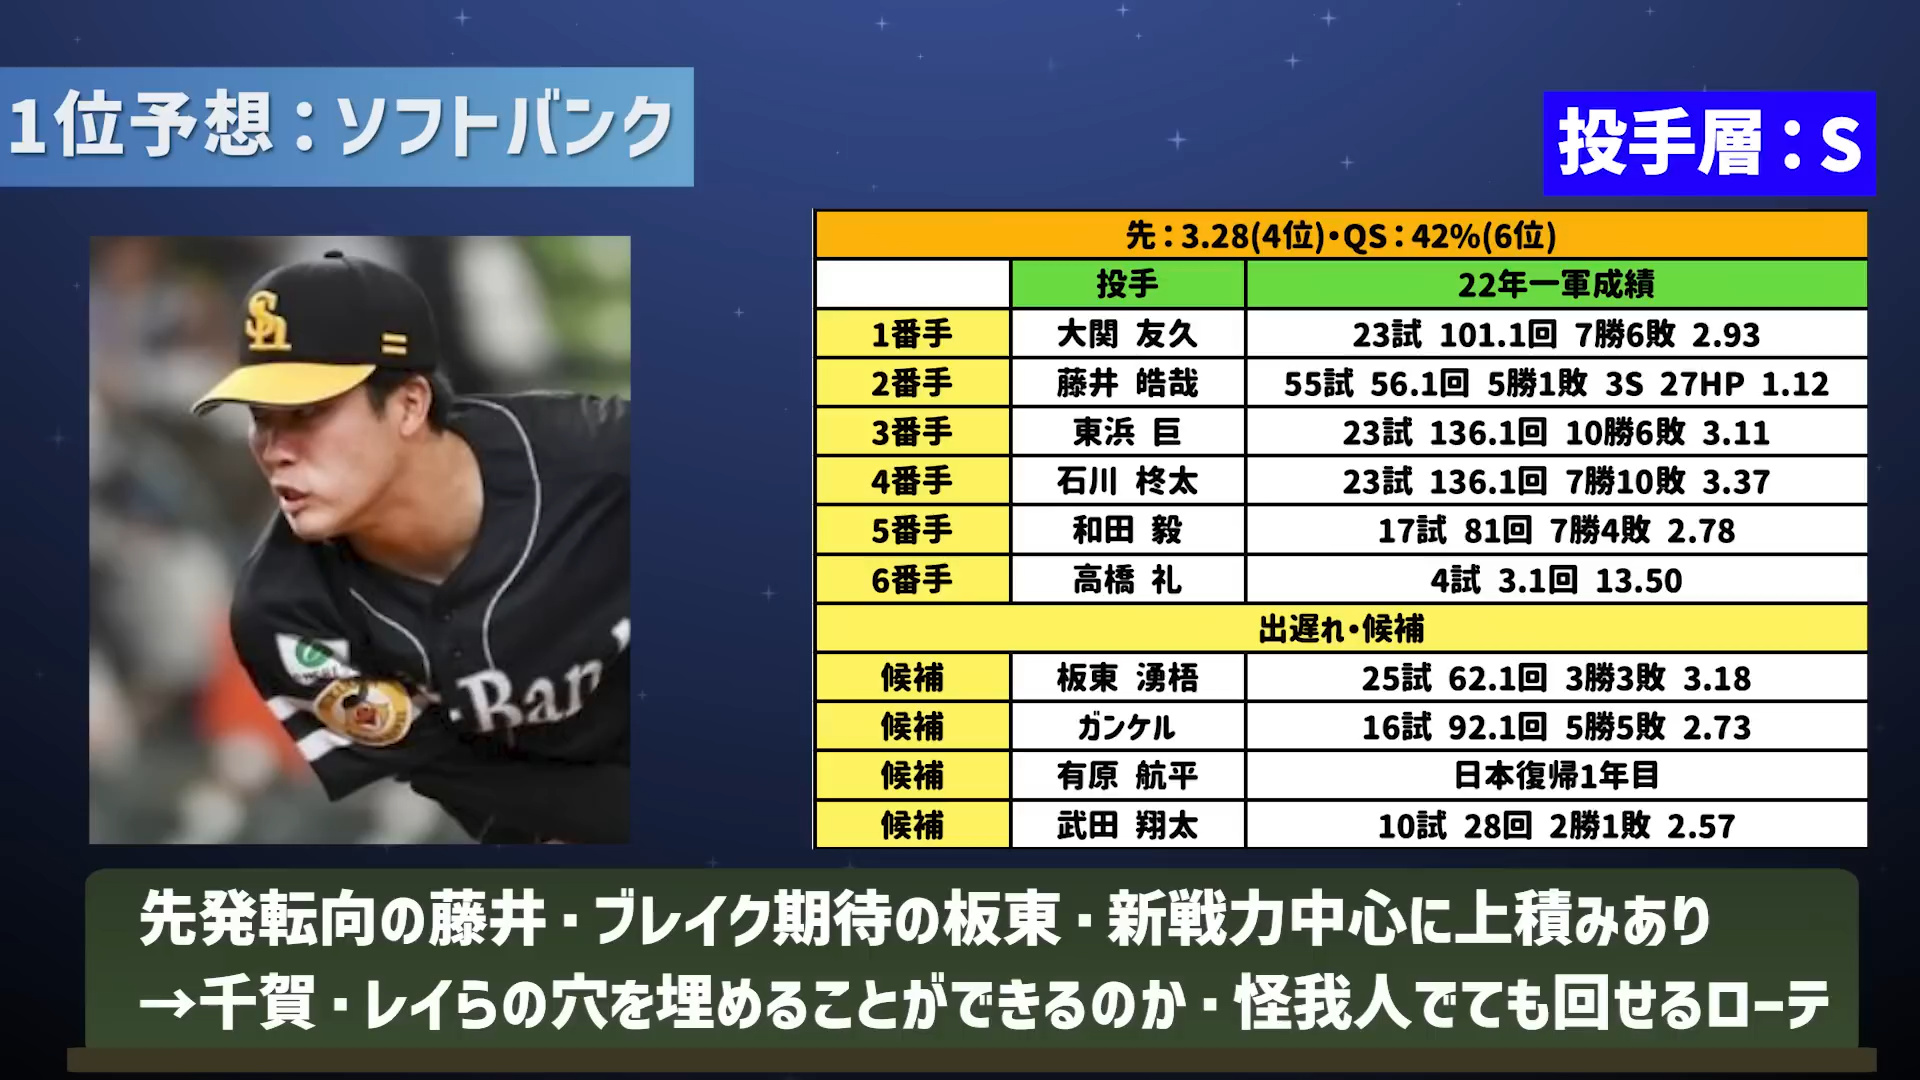 1位予想：ソフトバンク
投手層：S
先：3.28(4位)・QS：42%(6位)
投手 22年一軍成績
1番手 大関 友久 23試 101.1回 7勝6敗 2.93
2番手 藤井 皓哉 55試 56.1回 5勝1敗 3S 27HP 1.12
3番手 東浜 巨 23試 136.1回 10勝6敗 3.11
4番手 石川 柊太 23試 136.1回 7勝10敗 3.37
5番手 和田 毅 17試 81回 7勝4敗 2.78
6番手 高橋 礼 4試 3.1回 13.50
出遅れ・候補
候補 板東 湧梧 25試 62.1回 3勝3敗 3.18
候補 ガンケル 16試 92.1回 5勝5敗 2.73
候補 有原 航平 日本復帰1年目
候補 武田 翔太 10試 28回 2勝1敗 2.57
Sh
・Ban
先発転向の藤井・ブレイク期待の板東・新戦力中心に上積みあり
→千賀・レイらの穴を埋めることができるのか・怪我人でても回せるローテ